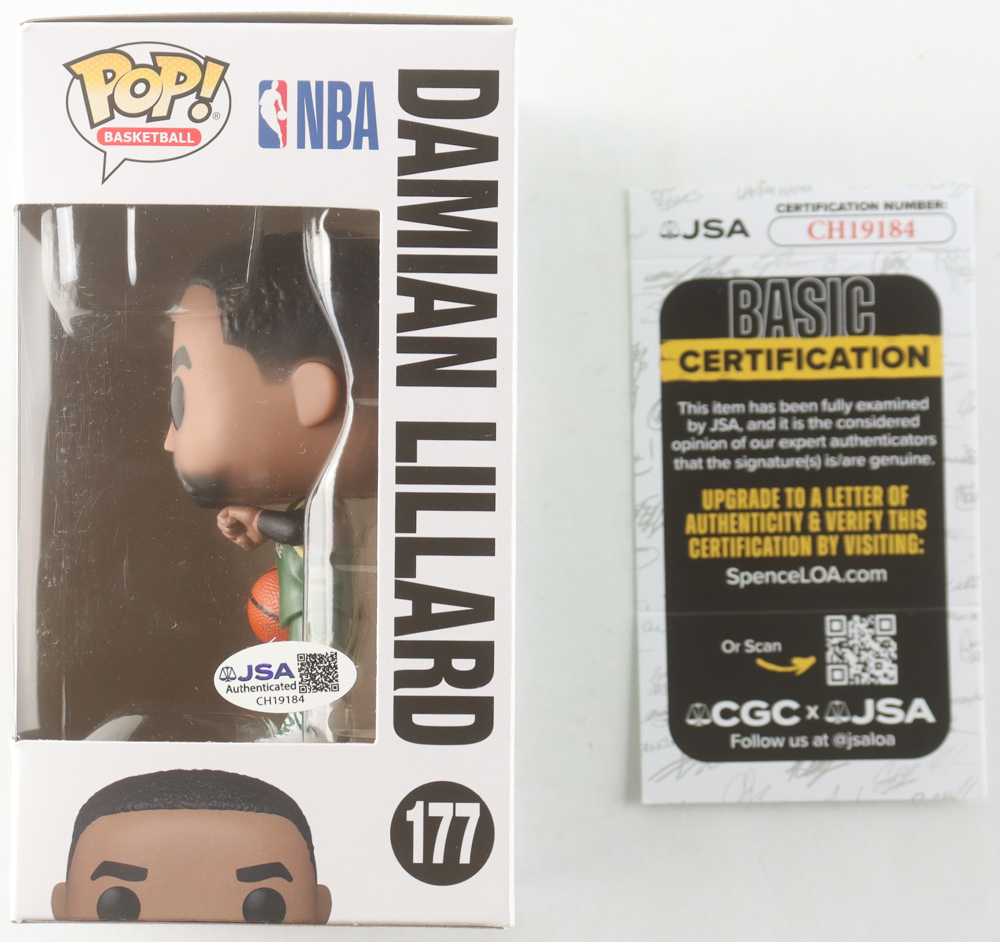 POP!
BASKETBALL
NBA
DAMIAN LILLARD
JSA
Authenticated
CH19184
177
JSA
CERTIFICATION NUMBER:
CH19184
BASIC
CERTIFICATION
This item has been fully examined
by JSA, and it is the considered
opinion of our expert authenticators
that the signature(s) is/are genuine.
UPGRADE TO A LETTER OF
AUTHENTICITY & VERIFY THIS
CERTIFICATION BY VISITING:
SpenceLOA.com
Or Scan
CGC x JSA
Follow us at @jsaloa